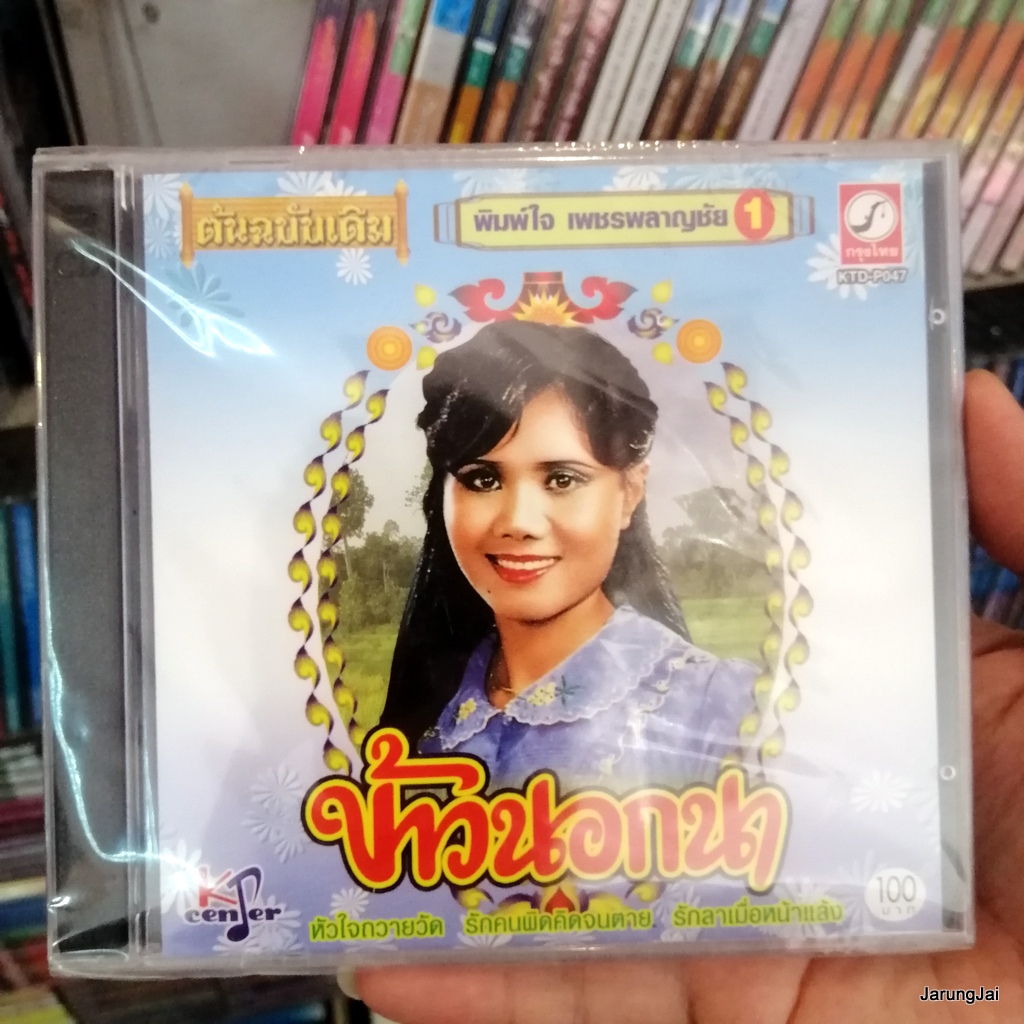 ต้นฉบับเดิม
พิมพ์ใจ เพชรพลาญชัย 1
กรุงไทย
KTD-P047
ข้าวนอกนา
KP center
หัวใจถวายวัด รักคนผิดคิดจนตาย รักลาเมื่อหน้าแล้ง
100
บาท
JarungJai